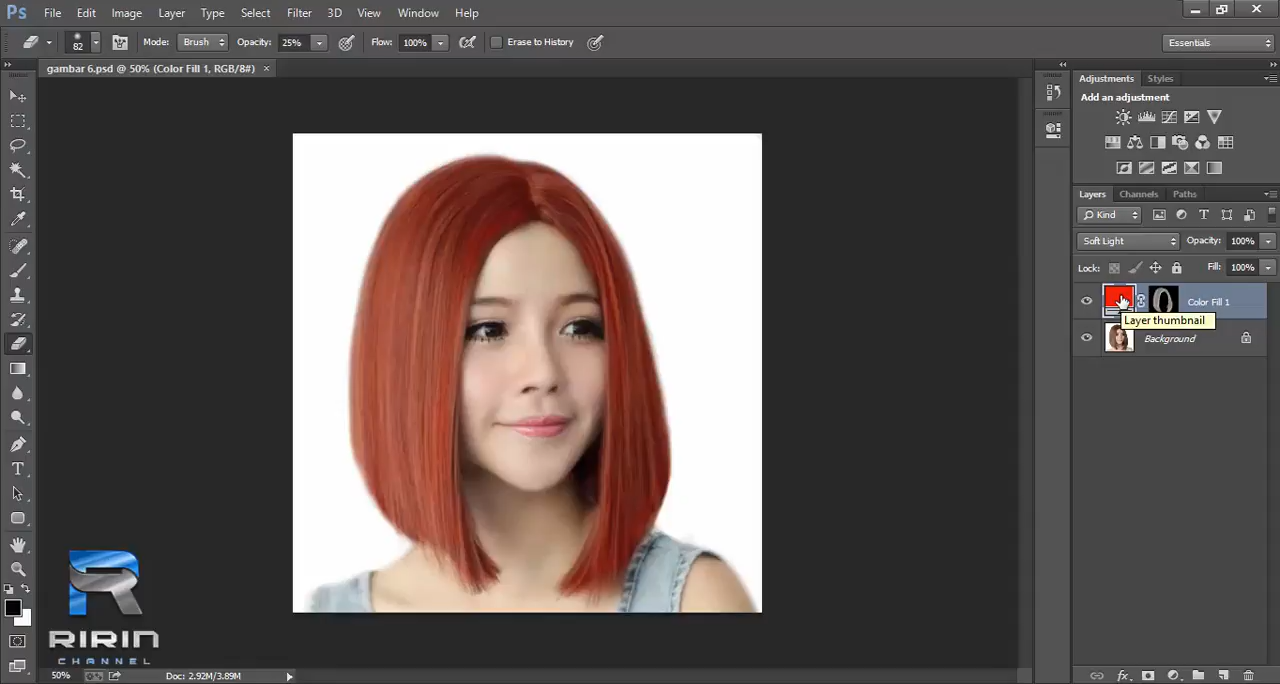 Ps File Edit Image Layer Type Select Filter 3D View Window Help
82 Mode: Brush Opacity: 25% Flow: 100% Erase to History Essentials
gambar 6.psd @ 50% (Color Fill 1, RGB/8#) ×
Adjustments Styles
Add an adjustment
Layers Channels Paths
Kind
Soft Light Opacity: 100%
Lock: Fill: 100%
Color Fill 1
Layer thumbnail
Background
RIRIN
CHANNEL
50% Doc: 2.92M/3.89M